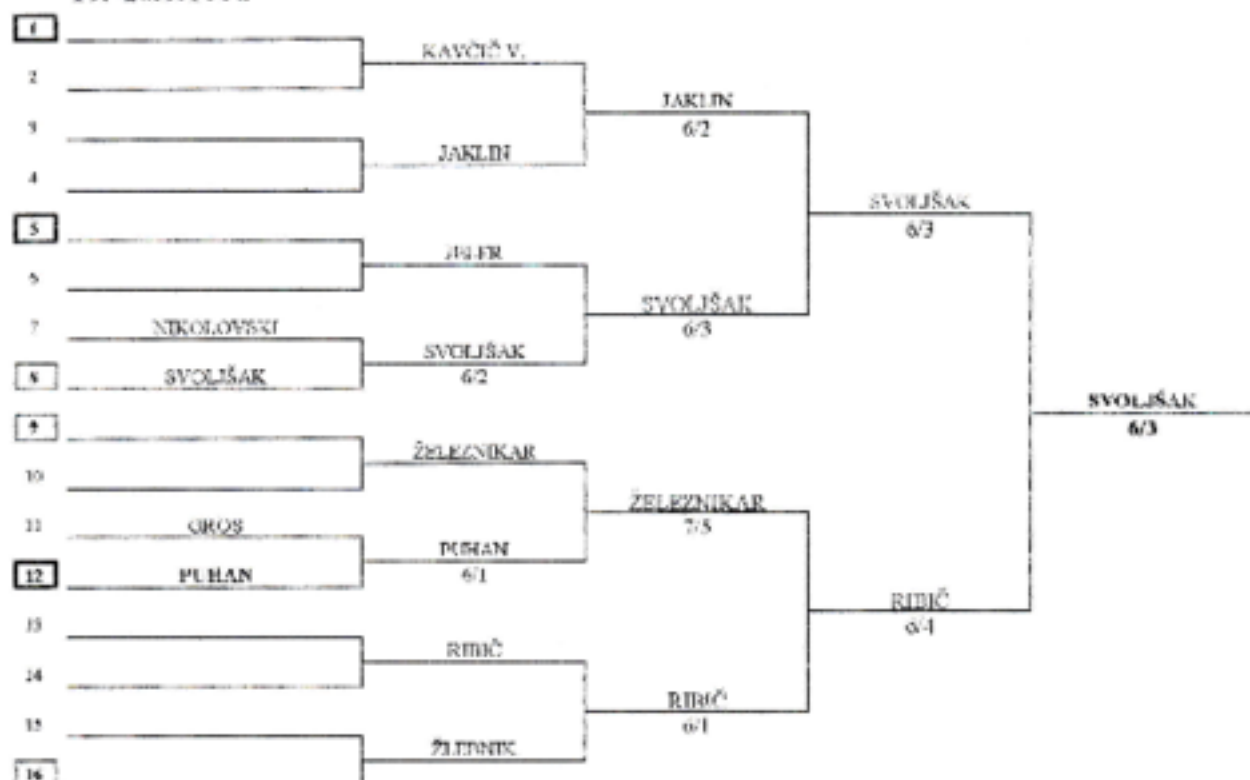 1
KAVČIČ V.
2
JAKLIN
6/2
3
JAKLIN
4
SVOLJŠAK
6/3
5
6
SVOLJŠAK
6/3
7
NIKOLOVSKI
SVOLJŠAK
6/2
8
SVOLJŠAK
SVOLJŠAK
6/3
9
ŽELEZNIKAR
10
ŽELEZNIKAR
7/5
11
GROS
PUHAN
6/1
12
PUHAN
RIBIČ
6/4
13
RIBIČ
14
RIBIČ
6/1
15
16